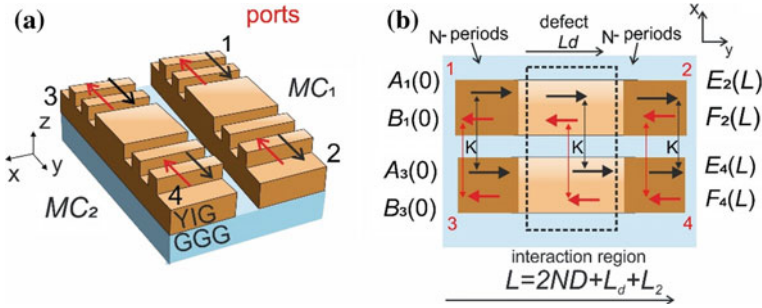 (a)
ports
1
MC₁
3
z
x
y
2
MC₂
4
YIG
GGG
(b)
x
y
N- periods
defect
Ld
N- periods
1
2
A₁(0)
E₂(L)
B₁(0)
F₂(L)
K
K
K
A₃(0)
E₄(L)
B₃(0)
F₄(L)
3
4
interaction region
L=2ND+L_d+L₂